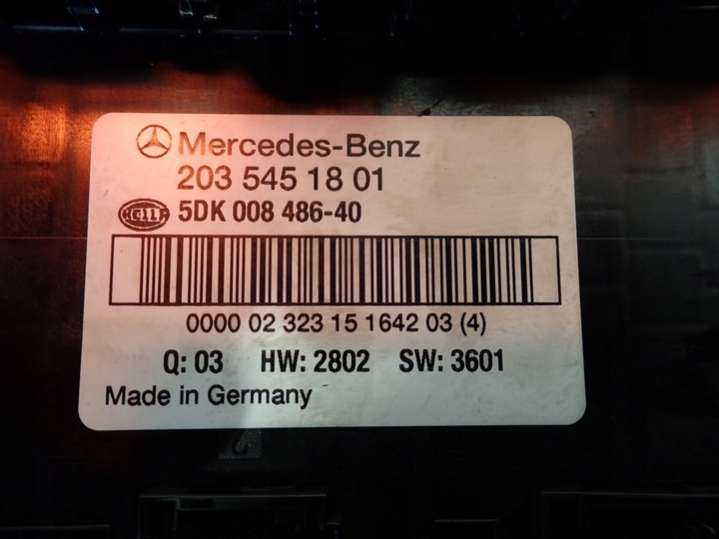 Mercedes-Benz
203 545 18 01
HELLA 5DK 008 486-40
0000 02 323 15 1642 03 (4)
Q: 03 HW: 2802 SW: 3601
Made in Germany